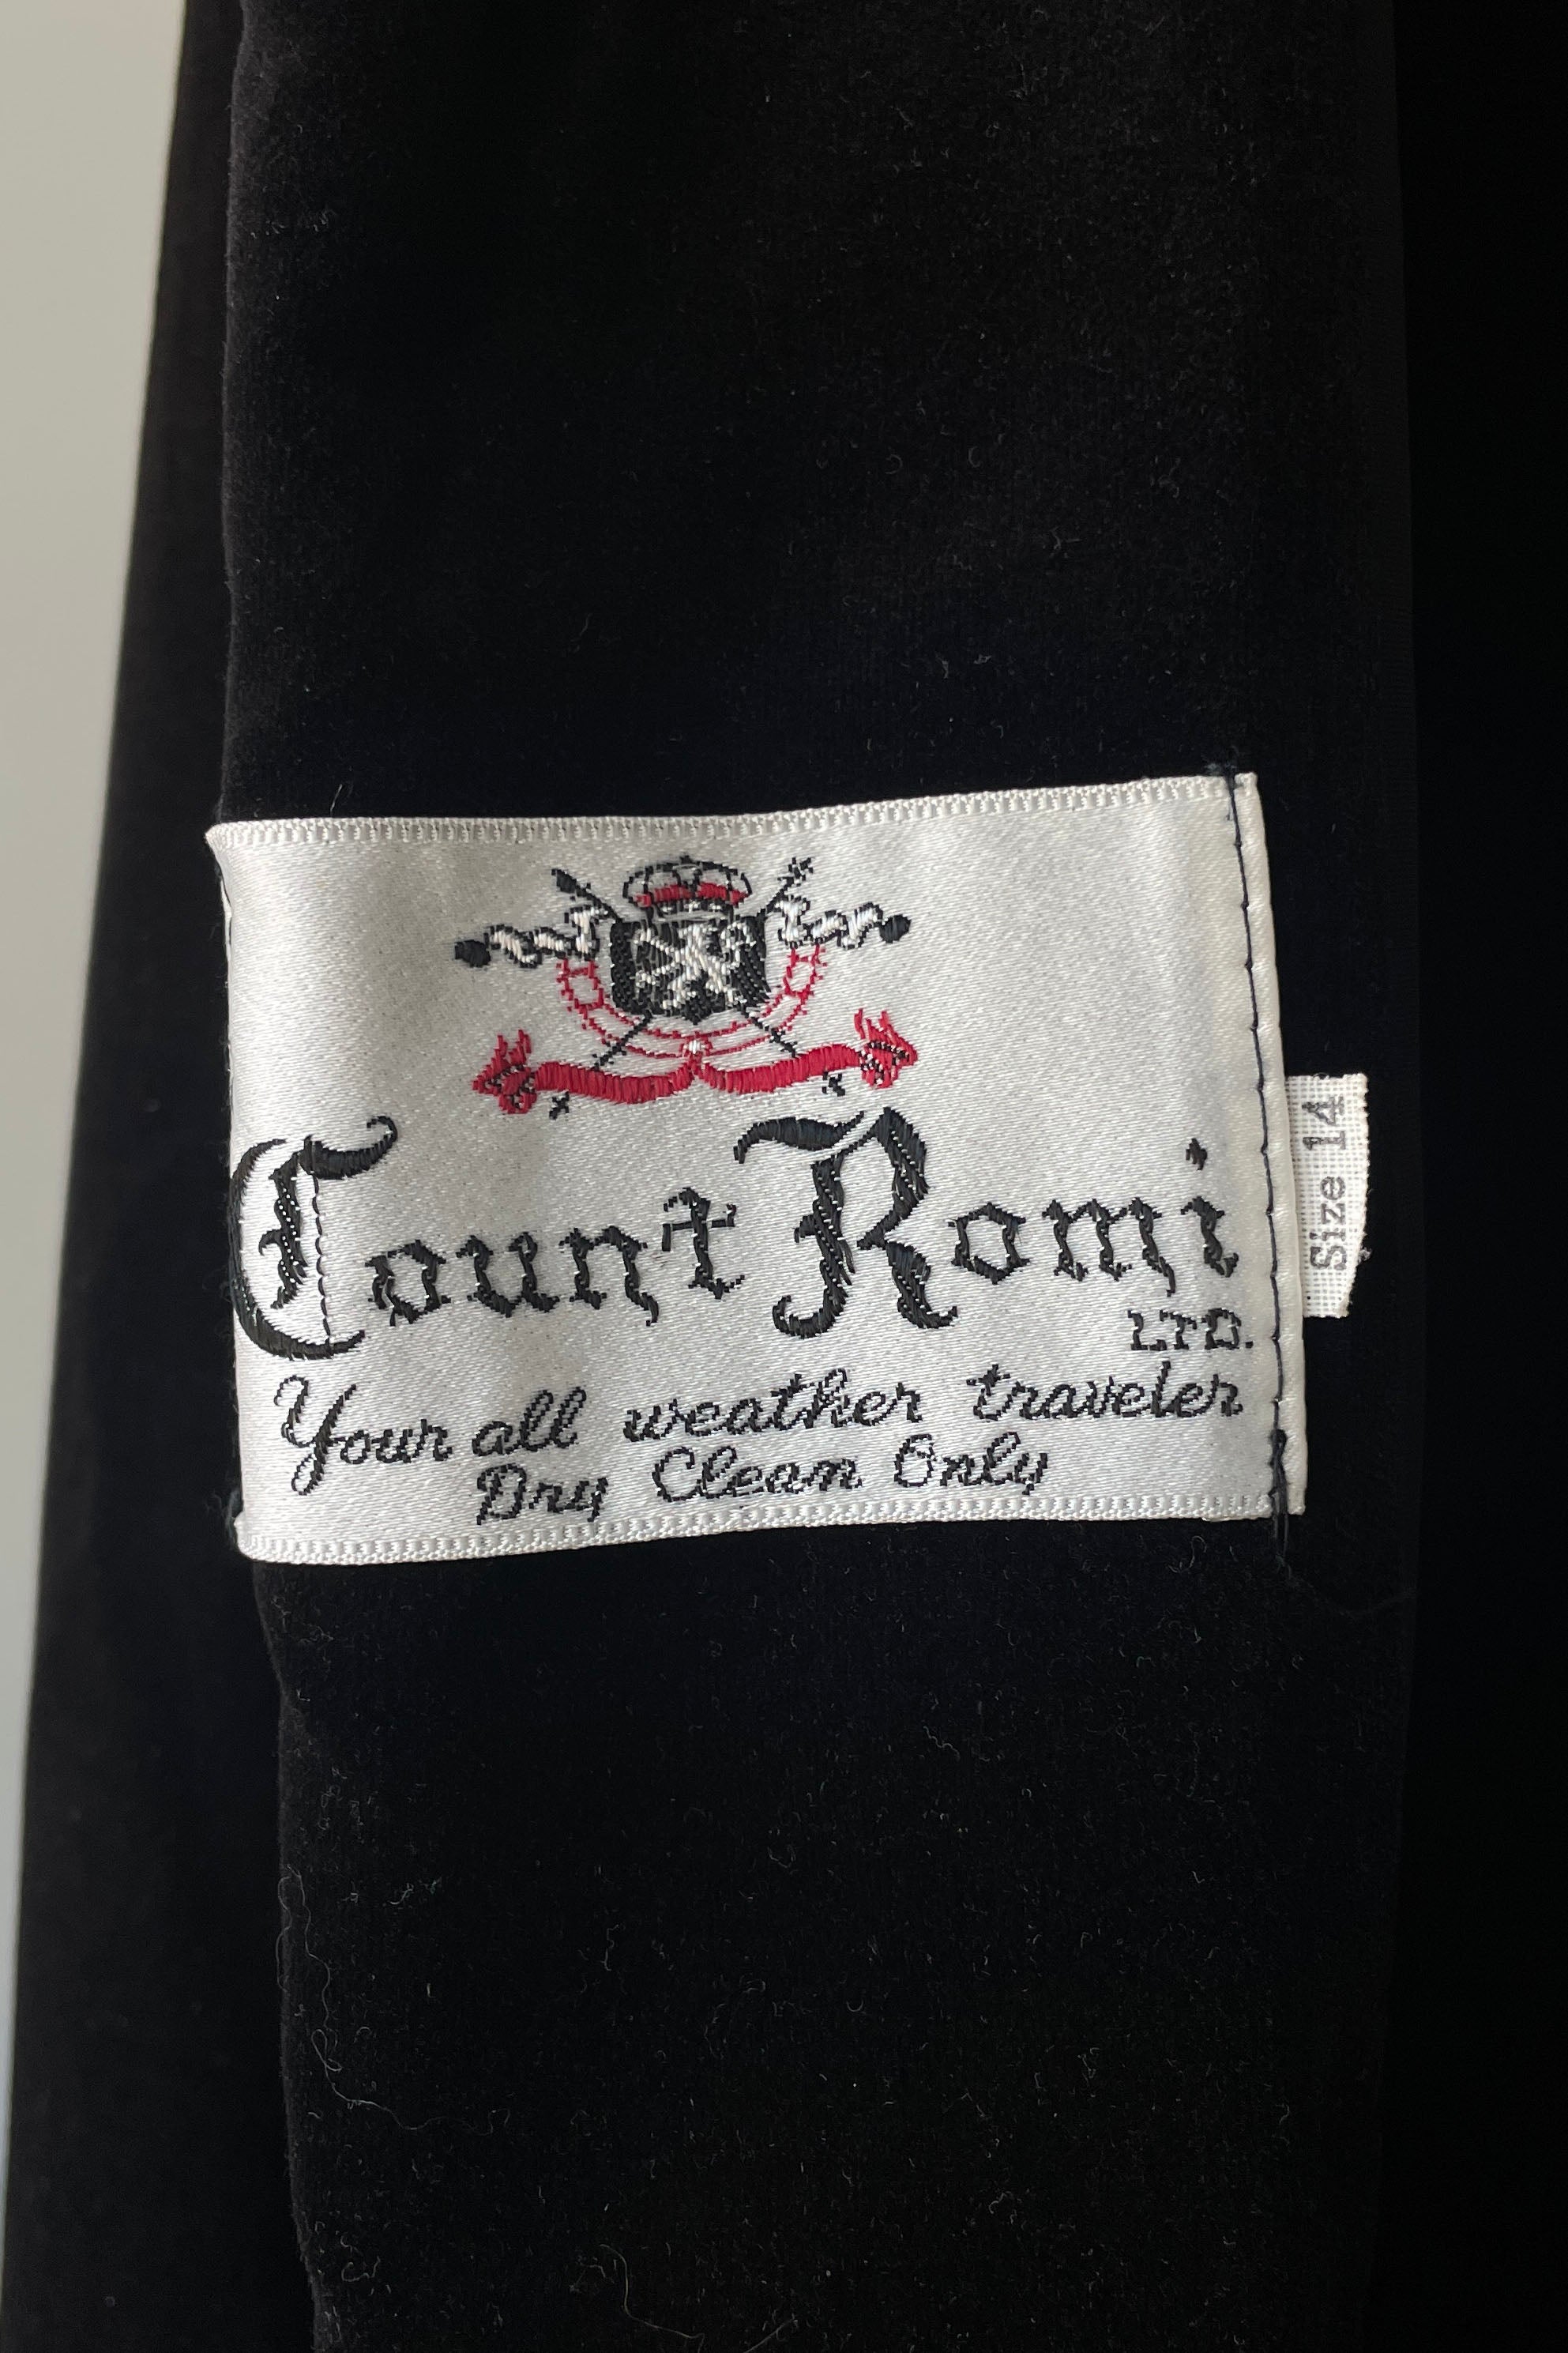 Count Romi
LTD.
Your all weather traveler
Dry Clean Only
Size 14